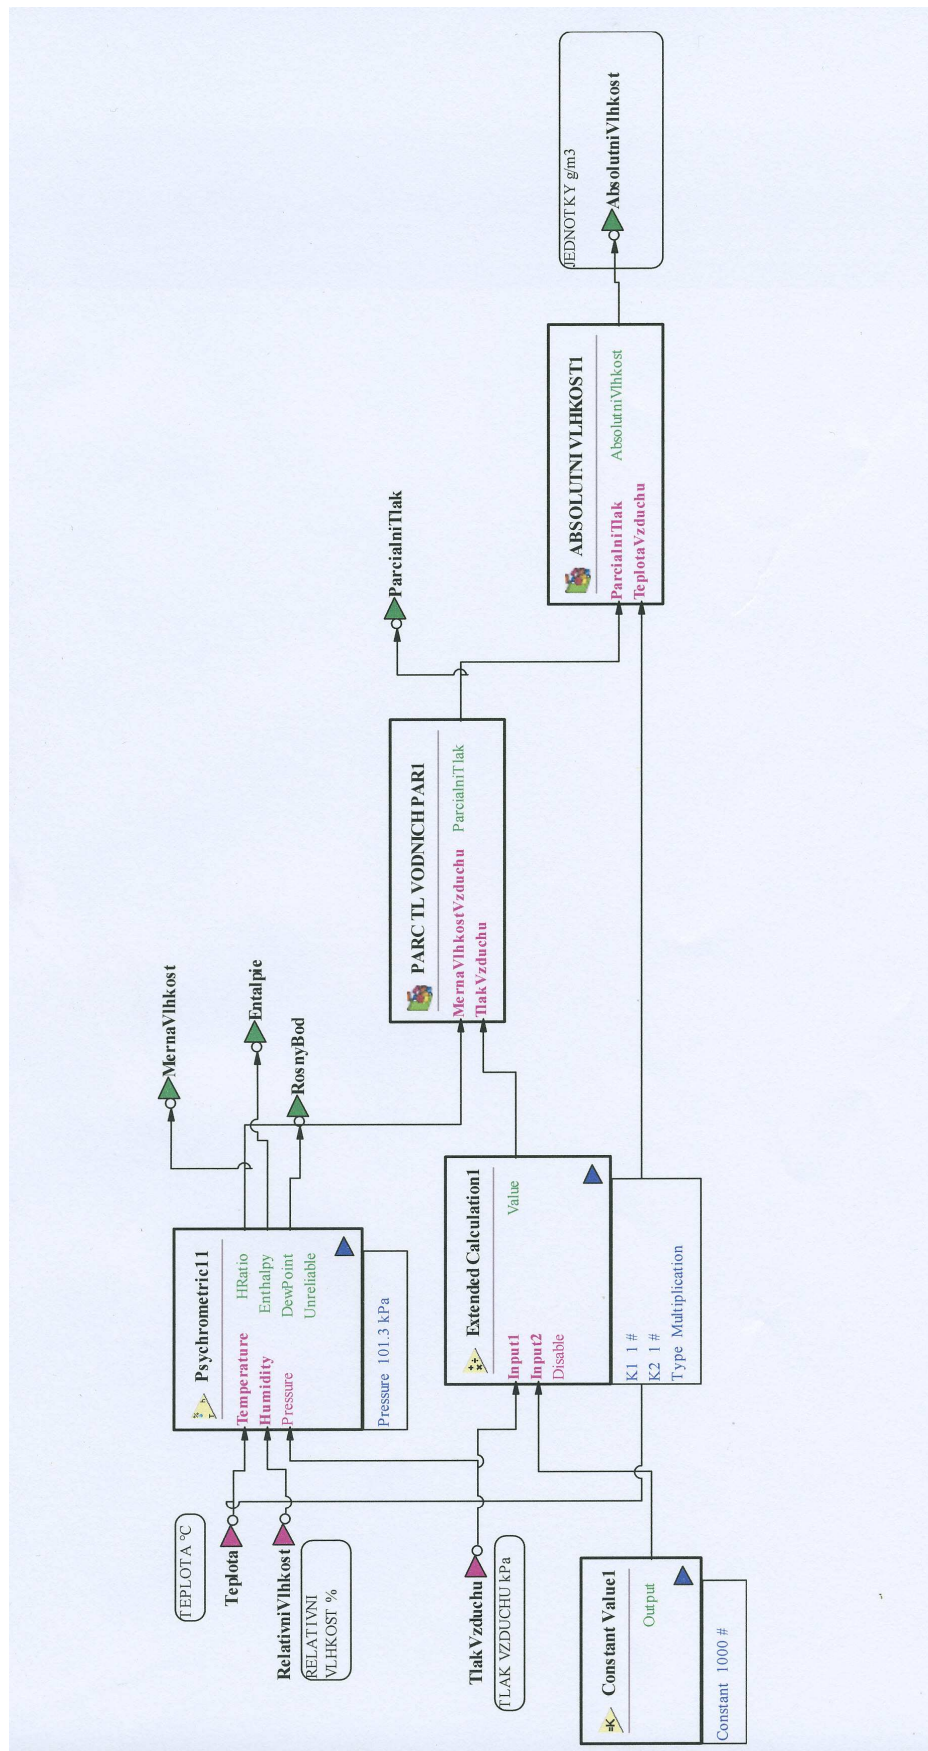 TEPLOTA °C
Teplota
RelativniVlhkost
RELATIVNI
VLHKOST %
TlakVzduchu
TLAK VZDUCHU kPa
Constant Value1
Output
Constant 1000 #
Psychrometric11
Temperature HRatio
Humidity Enthalpy
Pressure DewPoint
Unreliable
Pressure 101.3 kPa
Extended Calculation1
Input1 Value
Input2
Disable
K1 1 #
K2 1 #
Type Multiplication
MernaVlhkost
Entalpie
RosnyBod
PARC TL VODNICH PAR1
MernaVlhkostVzduchu ParcialniTlak
TlakVzduchu
ParcialniTlak
ABSOLUTNI VLHKOST1
ParcialniTlak AbsolutniVlhkost
TeplotaVzduchu
JEDNOTKY g/m3
AbsolutniVlhkost